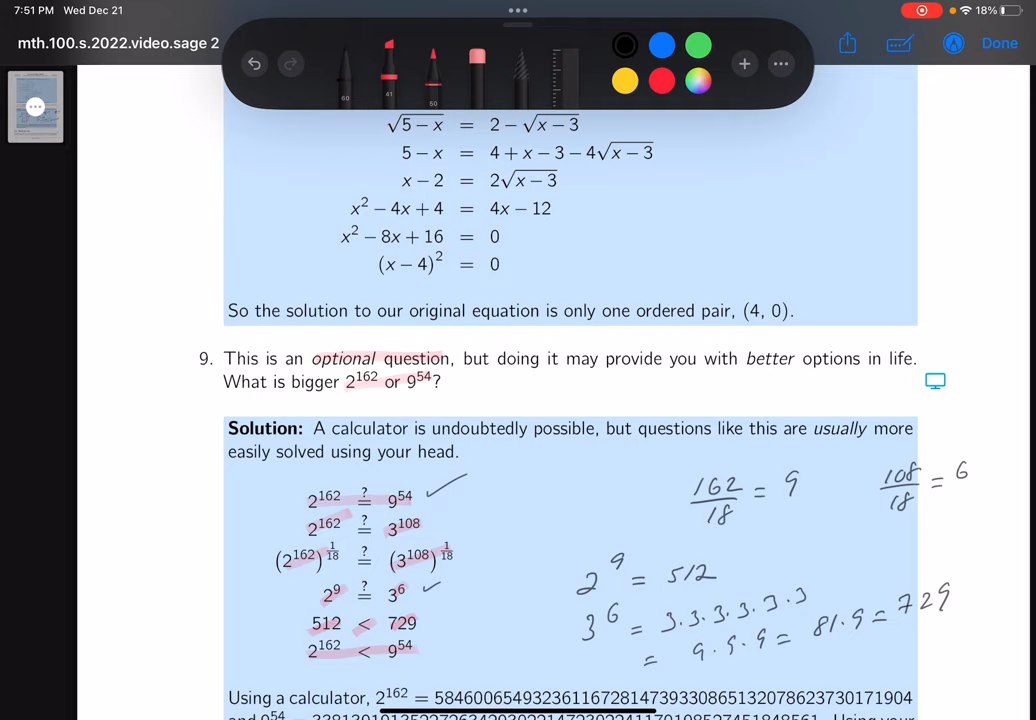 7:51 PM Wed Dec 21
18%
mth.100.s.2022.video.sage 2
Done
60
41
50
√(5 − x) = 2 − √(x − 3)
5 − x = 4 + x − 3 − 4√(x − 3)
x − 2 = 2√(x − 3)
x² − 4x + 4 = 4x − 12
x² − 8x + 16 = 0
(x − 4)² = 0
So the solution to our original equation is only one ordered pair, (4, 0).
9. This is an optional question, but doing it may provide you with better options in life.
What is bigger 2^162 or 9^54?
Solution: A calculator is undoubtedly possible, but questions like this are usually more
easily solved using your head.
2^162 ≟ 9^54 ✓
2^162 ≟ 3^108
(2^162)^(1/18) ≟ (3^108)^(1/18)
2^9 ≟ 3^6 ✓
512 < 729
2^162 < 9^54
162/18 = 9
108/18 = 6
2^9 = 512
3^6 = 3·3·3·3·3·3
= 9·9·9 = 81·9 = 729
Using a calculator, 2^162 = 5846006549323611672814739330865132078623730171904